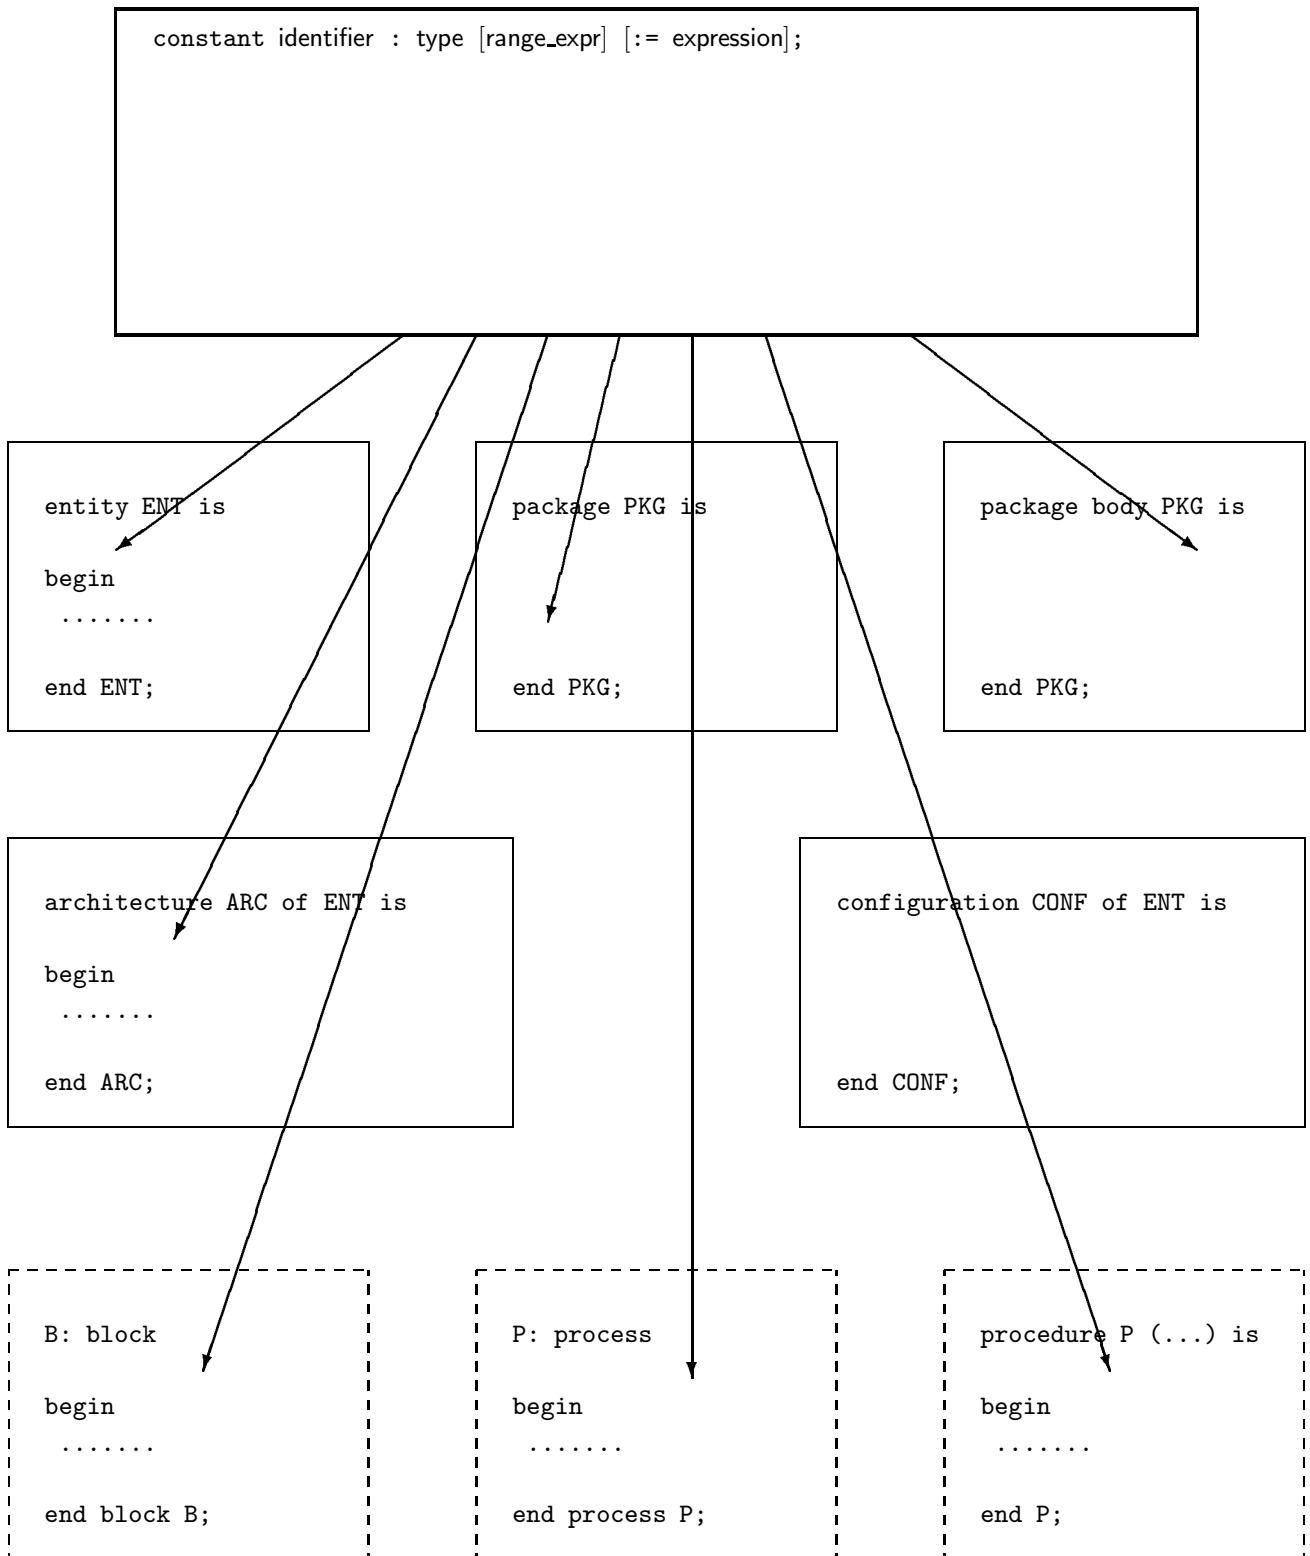 constant identifier : type [range_expr] [:= expression];
entity ENT is
begin
.......
end ENT;
package PKG is
end PKG;
package body PKG is
end PKG;
architecture ARC of ENT is
begin
.......
end ARC;
configuration CONF of ENT is
end CONF;
B: block
begin
.......
end block B;
P: process
begin
.......
end process P;
procedure P (...) is
begin
.......
end P;